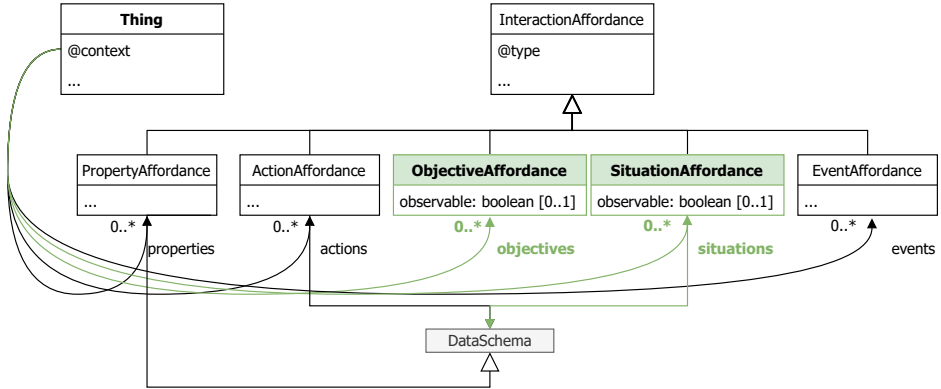 Thing
@context
...
InteractionAffordance
@type
...
PropertyAffordance
...
ActionAffordance
...
ObjectiveAffordance
observable: boolean [0..1]
SituationAffordance
observable: boolean [0..1]
EventAffordance
...
0..*
properties
0..*
actions
0..*
objectives
0..*
situations
0..*
events
DataSchema